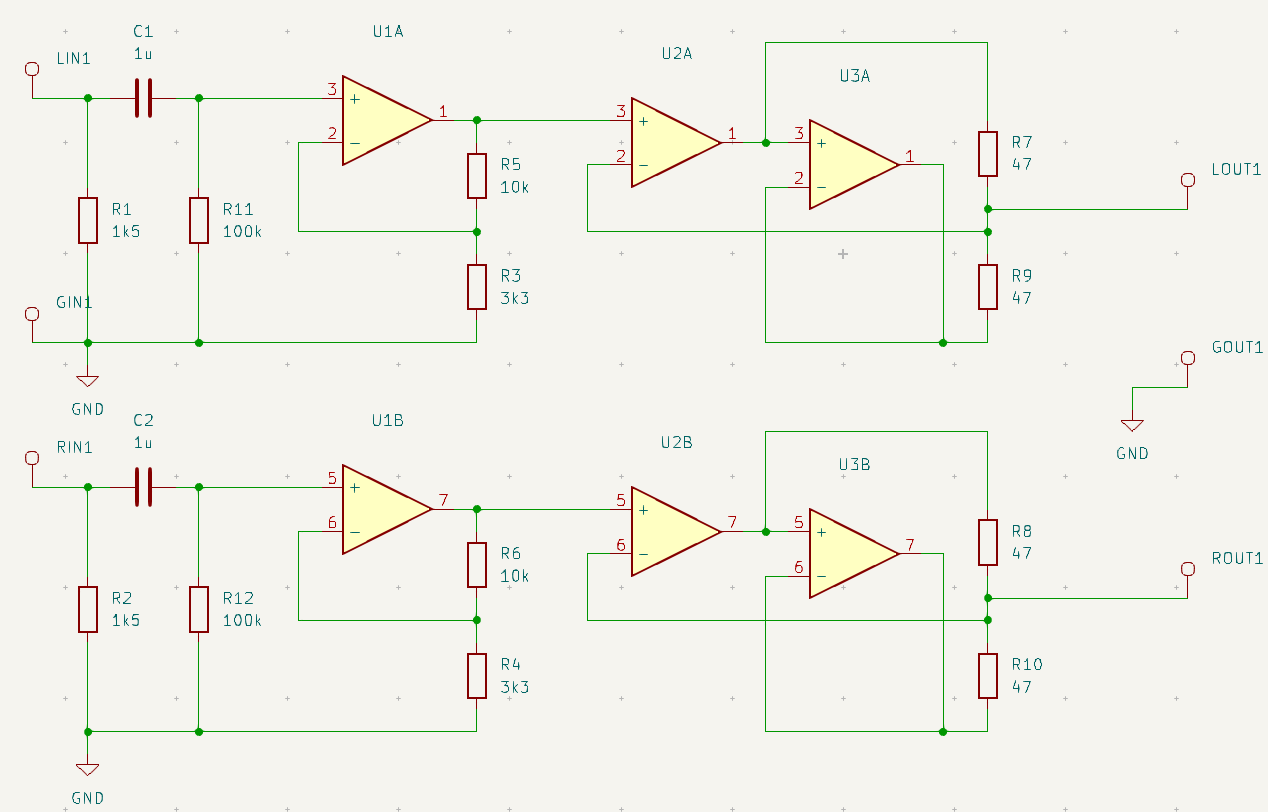 C1
1u
U1A
LIN1
U2A
U3A
3
+
2
−
1
3
+
2
−
1
3
+
2
−
1
R5
10k
R7
47
LOUT1
R1
1k5
R11
100k
R3
3k3
R9
47
GIN1
GND
GOUT1
GND
C2
1u
U1B
RIN1
U2B
U3B
5
+
6
−
7
5
+
6
−
7
5
+
6
−
7
R6
10k
R8
47
ROUT1
R2
1k5
R12
100k
R4
3k3
R10
47
GND